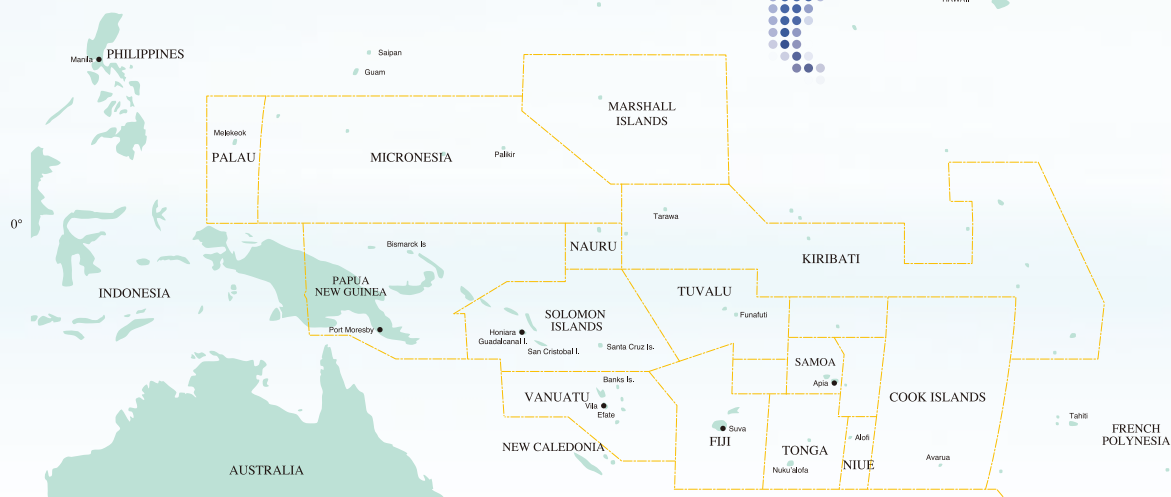 PHILIPPINES
Manila
Saipan
Guam
MARSHALL
ISLANDS
Melekeok
PALAU
MICRONESIA
Palikir
0°
Tarawa
Bismarck Is
NAURU
KIRIBATI
INDONESIA
PAPUA
NEW GUINEA
TUVALU
Port Moresby
SOLOMON
ISLANDS
Funafuti
Honiara
Guadalcanal I.
San Cristobal I.
Santa Cruz Is.
SAMOA
Apia
Banks Is.
VANUATU
Vila
Efate
COOK ISLANDS
Suva
FIJI
Tahiti
FRENCH
POLYNESIA
NEW CALEDONIA
TONGA
Alofi
NIUE
Avarua
Nuku'alofa
AUSTRALIA